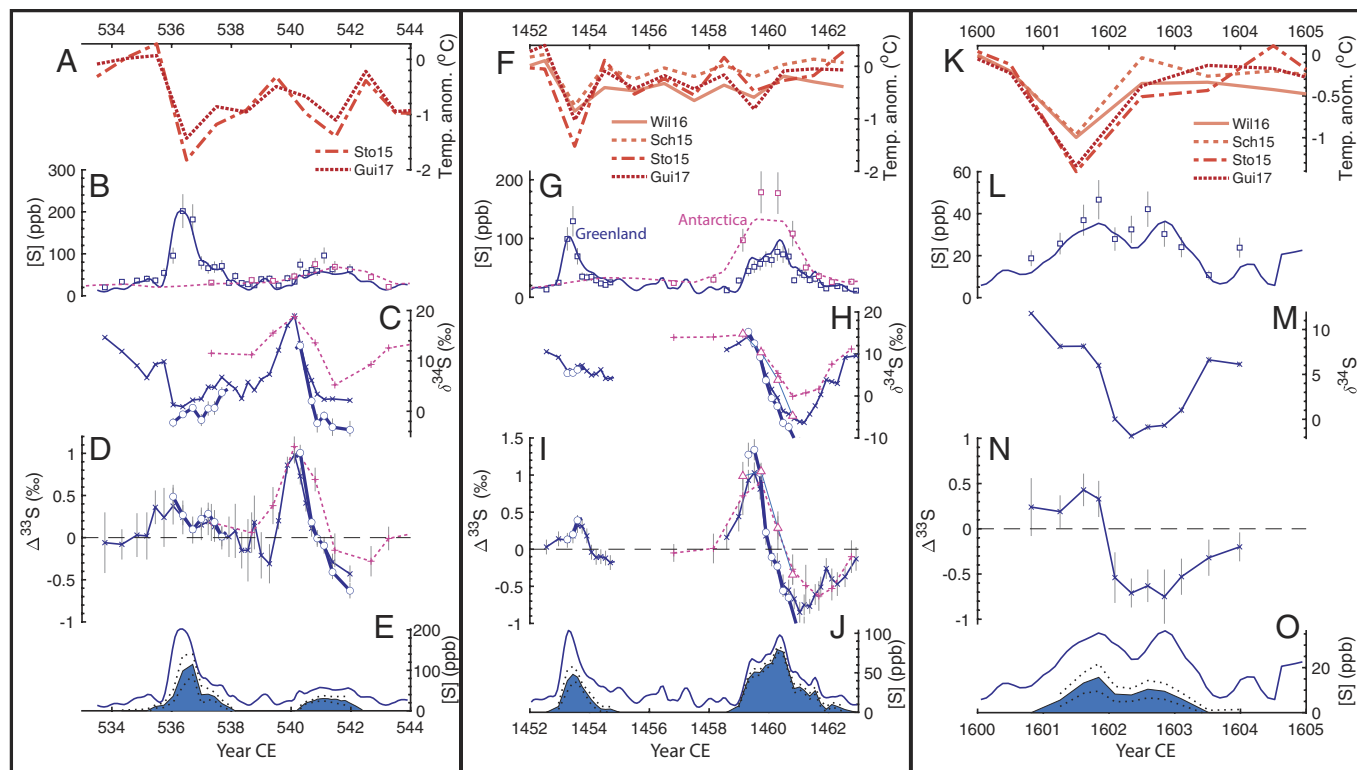 534 536 538 540 542 544
A
0
-1
-2
Temp. anom. (°C)
Sto15
Gui17
B
300
200
100
0
[S] (ppb)
C
20
10
0
δ34S (‰)
D
1
0.5
0
-0.5
-1
Δ33S (‰)
E
200
100
0
[S] (ppb)
534 536 538 540 542 544
Year CE
1452 1454 1456 1458 1460 1462
F
0
-1
-2
Temp. anom. (°C)
Wil16
Sch15
Sto15
Gui17
G
200
100
0
[S] (ppb)
Greenland
Antarctica
H
20
10
0
-10
δ34S (‰)
I
1.5
1
0.5
0
-0.5
-1
Δ33S (‰)
J
100
50
0
[S] (ppb)
1452 1454 1456 1458 1460 1462
Year CE
1600 1601 1602 1603 1604 1605
K
0
-0.5
-1
Temp. anom. (°C)
Wil16
Sch15
Sto15
Gui17
L
60
40
20
0
[S] (ppb)
M
10
5
0
δ34S
N
1
0.5
0
-0.5
-1
Δ33S
O
20
0
[S] (ppb)
1600 1601 1602 1603 1604 1605
Year CE